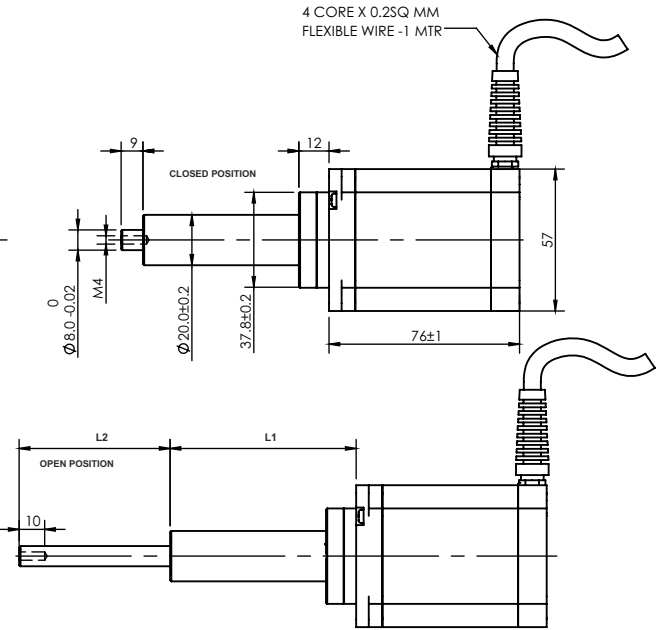 4 CORE X 0.2SQ MM
FLEXIBLE WIRE -1 MTR
9
12
CLOSED POSITION
0
Ø8.0 -0.02
M4
Ø20.0±0.2
37.8±0.2
57
76±1
L2
L1
OPEN POSITION
10